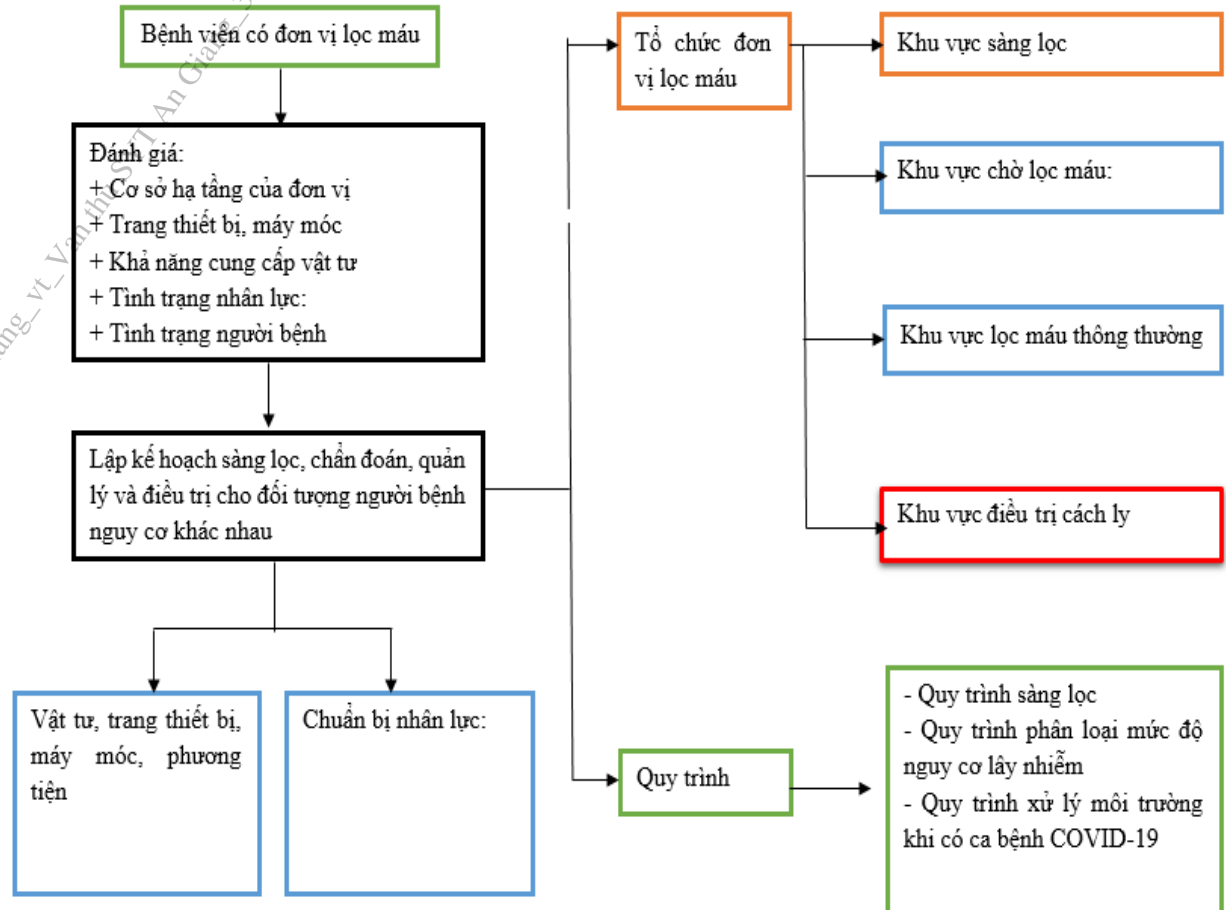 Bệnh viện có đơn vị lọc máu
Đánh giá:
+ Cơ sở hạ tầng của đơn vị
+ Trang thiết bị, máy móc
+ Khả năng cung cấp vật tư
+ Tình trạng nhân lực:
+ Tình trạng người bệnh
Lập kế hoạch sàng lọc, chẩn đoán, quản
lý và điều trị cho đối tượng người bệnh
nguy cơ khác nhau
Vật tư, trang thiết bị,
máy móc, phương
tiện
Chuẩn bị nhân lực:
Tổ chức đơn
vị lọc máu
Khu vực sàng lọc
Khu vực chờ lọc máu:
Khu vực lọc máu thông thường
Khu vực điều trị cách ly
Quy trình
- Quy trình sàng lọc
- Quy trình phân loại mức độ
nguy cơ lây nhiễm
- Quy trình xử lý môi trường
khi có ca bệnh COVID-19
ang_vt_Van thu SYT An Giang